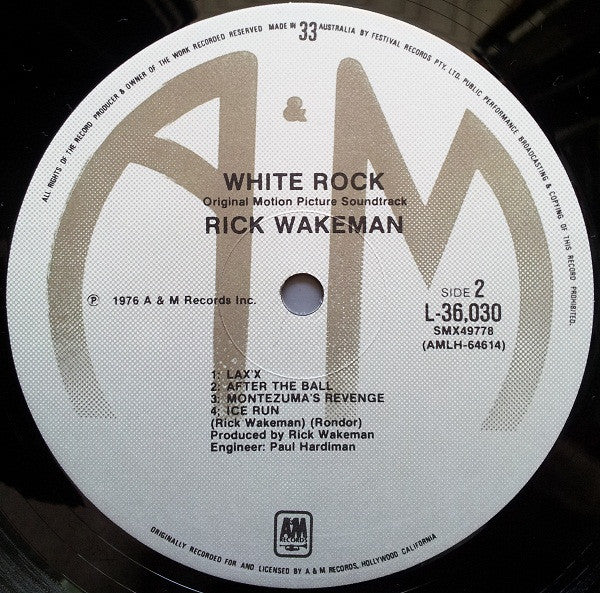 ALL RIGHTS OF THE RECORD PRODUCER & OWNER OF THE WORK RECORDED RESERVED MADE IN 33 AUSTRALIA BY FESTIVAL RECORDS PTY. LTD. PUBLIC PERFORMANCE BROADCASTING & COPYING OF THIS RECORD PROHIBITED.
A & M
WHITE ROCK
Original Motion Picture Soundtrack
RICK WAKEMAN
℗ 1976 A & M Records Inc.
SIDE 2
L-36,030
SMX49778
(AMLH-64614)
1: LAX'X
2: AFTER THE BALL
3: MONTEZUMA'S REVENGE
4: ICE RUN
(Rick Wakeman) (Rondor)
Produced by Rick Wakeman
Engineer: Paul Hardiman
A&M
RECORDS
ORIGINALLY RECORDED FOR AND LICENSED BY A & M RECORDS, HOLLYWOOD CALIFORNIA